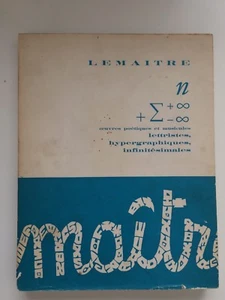 LEMAITRE
n
+ Σ +∞
−∞
œuvres poétiques et musicales
lettristes,
hypergraphiques,
infinitésimales
maîtr